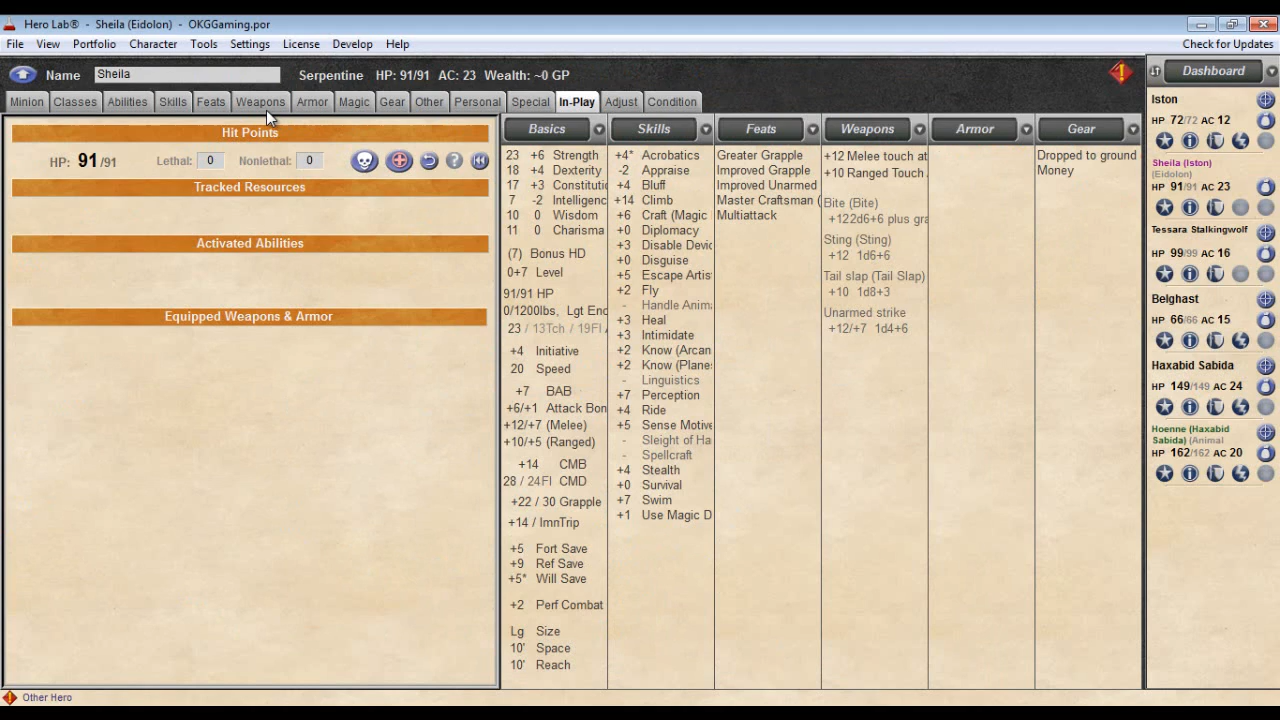 Hero Lab® - Sheila (Eidolon) - OKGGaming.por
File View Portfolio Character Tools Settings License Develop Help Check for Updates
Name Sheila Serpentine HP: 91/91 AC: 23 Wealth: ~0 GP
Minion Classes Abilities Skills Feats Weapons Armor Magic Gear Other Personal Special In-Play Adjust Condition
Hit Points
HP: 91/91 Lethal: 0 Nonlethal: 0
Tracked Resources
Activated Abilities
Equipped Weapons & Armor
Basics
23 +6 Strength
18 +4 Dexterity
17 +3 Constitutio
7 -2 Intelligenc
10 0 Wisdom
11 0 Charisma
(7) Bonus HD
0+7 Level
91/91 HP
0/1200lbs, Lgt Enc
23 / 13Tch / 19Fl
+4 Initiative
20 Speed
+7 BAB
+6/+1 Attack Bon
+12/+7 (Melee)
+10/+5 (Ranged)
+14 CMB
28 / 24Fl CMD
+22 / 30 Grapple
+14 / ImnTrip
+5 Fort Save
+9 Ref Save
+5* Will Save
+2 Perf Combat
Lg Size
10' Space
10' Reach
Skills
+4* Acrobatics
-2 Appraise
+4 Bluff
+14 Climb
+6 Craft (Magic
+0 Diplomacy
+3 Disable Devic
+0 Disguise
+5 Escape Artis
+2 Fly
- Handle Anima
+3 Heal
+3 Intimidate
+2 Know (Arcan
+2 Know (Plane
- Linguistics
+7 Perception
+4 Ride
+5 Sense Motive
- Sleight of Ha
- Spellcraft
+4 Stealth
+0 Survival
+7 Swim
+1 Use Magic D
Feats
Greater Grapple
Improved Grapple
Improved Unarmed
Master Craftsman (
Multiattack
Weapons
+12 Melee touch at
+10 Ranged Touch
Bite (Bite)
+122d6+6 plus gra
Sting (Sting)
+12 1d6+6
Tail slap (Tail Slap)
+10 1d8+3
Unarmed strike
+12/+7 1d4+6
Armor
Gear
Dropped to ground
Money
Dashboard
Iston
HP 72/72 AC 12
Sheila (Iston)
(Eidolon)
HP 91/91 AC 23
Tessara Stalkingwolf
HP 99/99 AC 16
Belghast
HP 66/66 AC 15
Haxabid Sabida
HP 149/149 AC 24
Hoenne (Haxabid
Sabida) (Animal
HP 162/162 AC 20
Other Hero